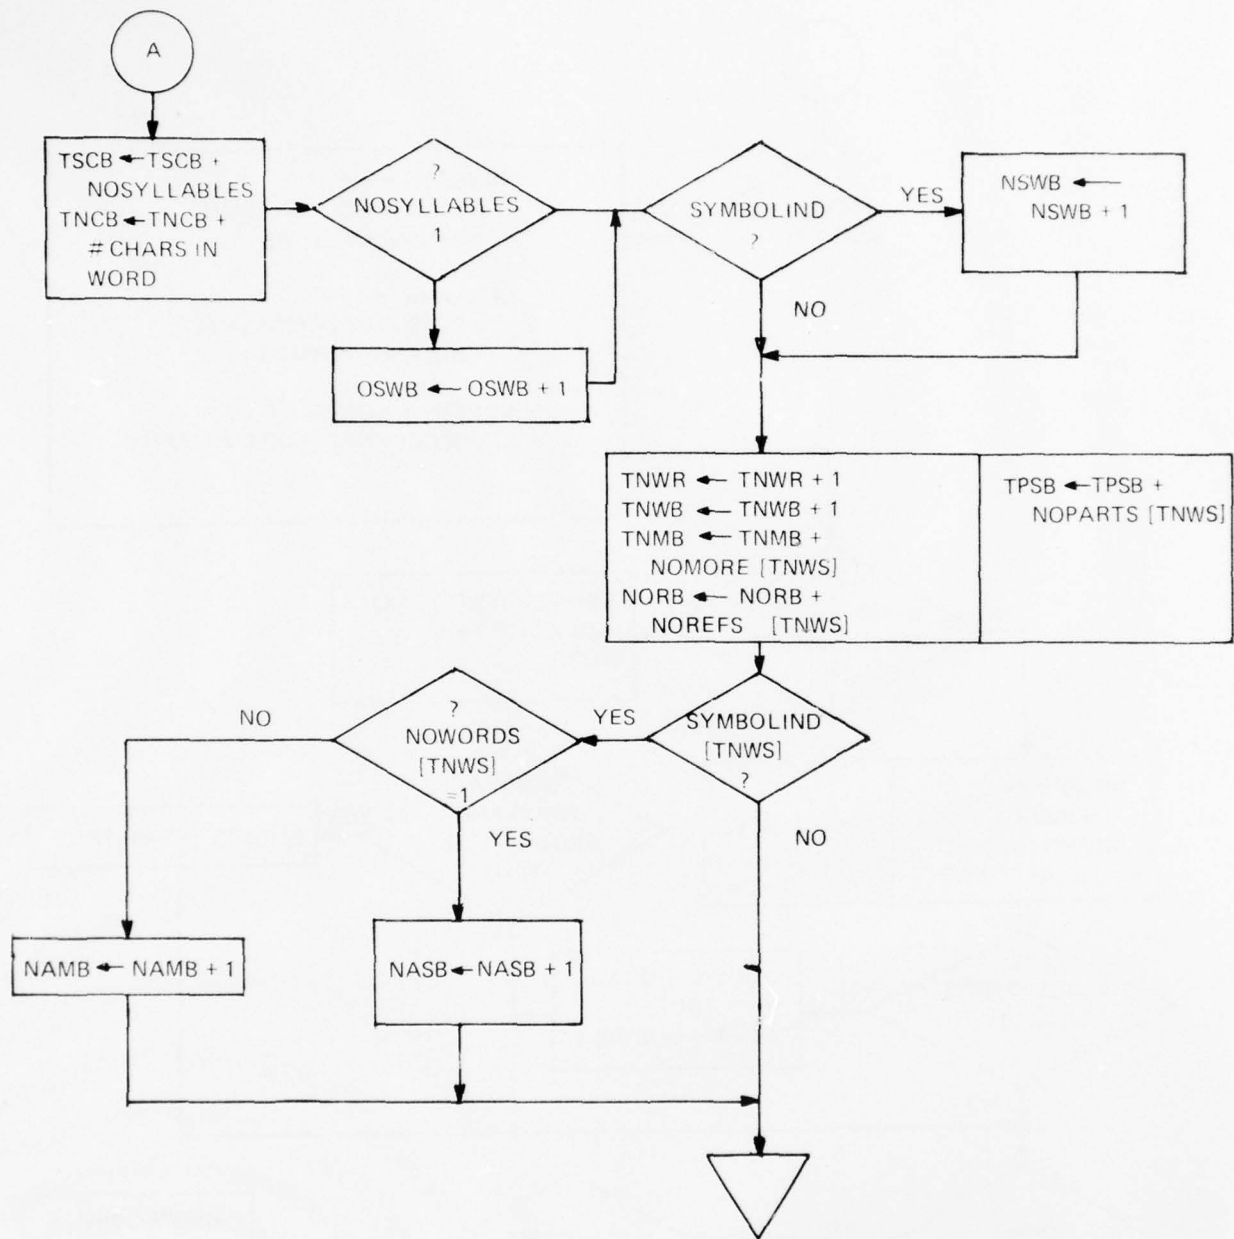 A
TSCB ← TSCB +
NOSYLLABLES
TNCB ← TNCB +
# CHARS IN
WORD
?
NOSYLLABLES
1
OSWB ← OSWB + 1
SYMBOLIND
?
YES
NSWB ←
NSWB + 1
NO
TNWR ← TNWR + 1
TNWB ← TNWB + 1
TNMB ← TNMB +
NOMORE [TNWS]
NORB ← NORB +
NOREFS [TNWS]
TPSB ← TPSB +
NOPARTS [TNWS]
SYMBOLIND
[TNWS]
?
YES
NO
?
NOWORDS
[TNWS]
=1
NO
YES
NAMB ← NAMB + 1
NASB ← NASB + 1